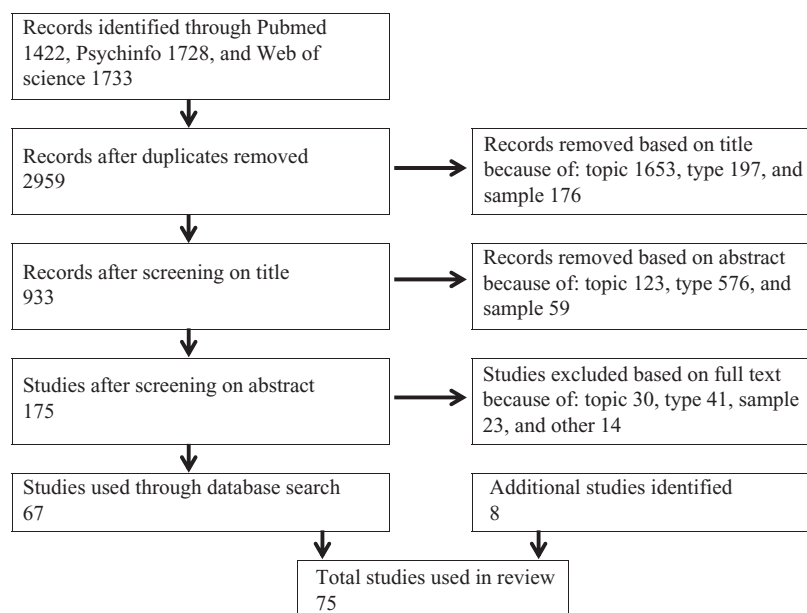 Records identified through Pubmed
1422, Psychinfo 1728, and Web of
science 1733
Records after duplicates removed
2959
Records removed based on title
because of: topic 1653, type 197, and
sample 176
Records after screening on title
933
Records removed based on abstract
because of: topic 123, type 576, and
sample 59
Studies after screening on abstract
175
Studies excluded based on full text
because of: topic 30, type 41, sample
23, and other 14
Studies used through database search
67
Additional studies identified
8
Total studies used in review
75